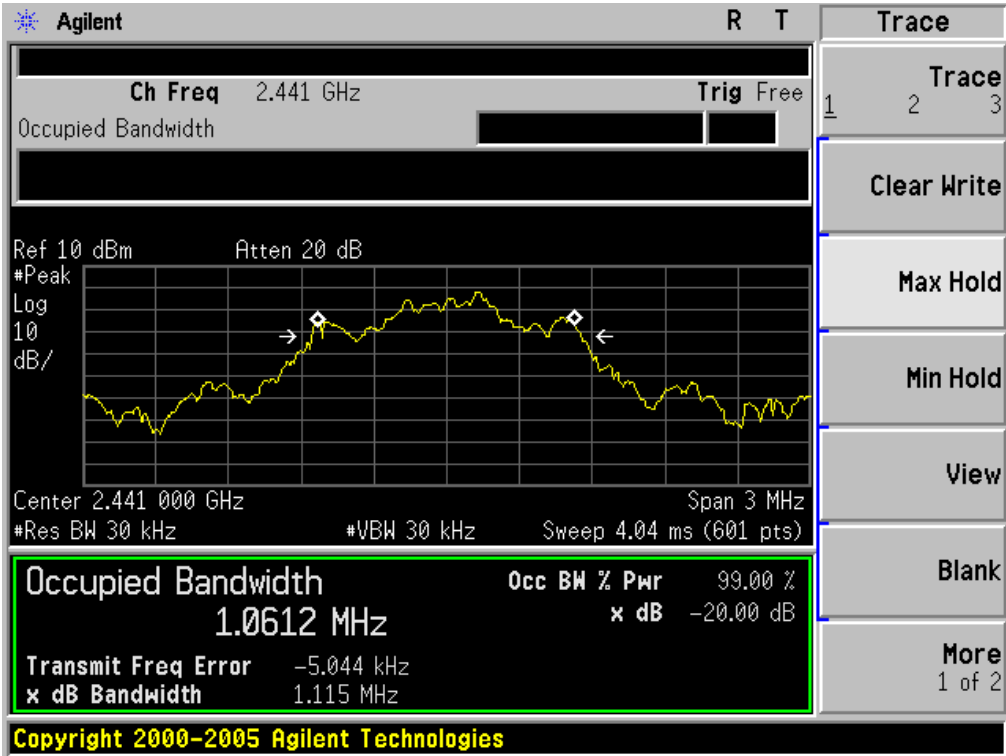 Agilent R T Trace
Ch Freq 2.441 GHz Trig Free
Occupied Bandwidth
Trace
1 2 3
Clear Write
Max Hold
Min Hold
View
Blank
More
1 of 2
Ref 10 dBm Atten 20 dB
#Peak
Log
10
dB/
Center 2.441 000 GHz Span 3 MHz
#Res BW 30 kHz #VBW 30 kHz Sweep 4.04 ms (601 pts)
Occupied Bandwidth Occ BW % Pwr 99.00 %
1.0612 MHz x dB -20.00 dB
Transmit Freq Error -5.044 kHz
x dB Bandwidth 1.115 MHz
Copyright 2000-2005 Agilent Technologies